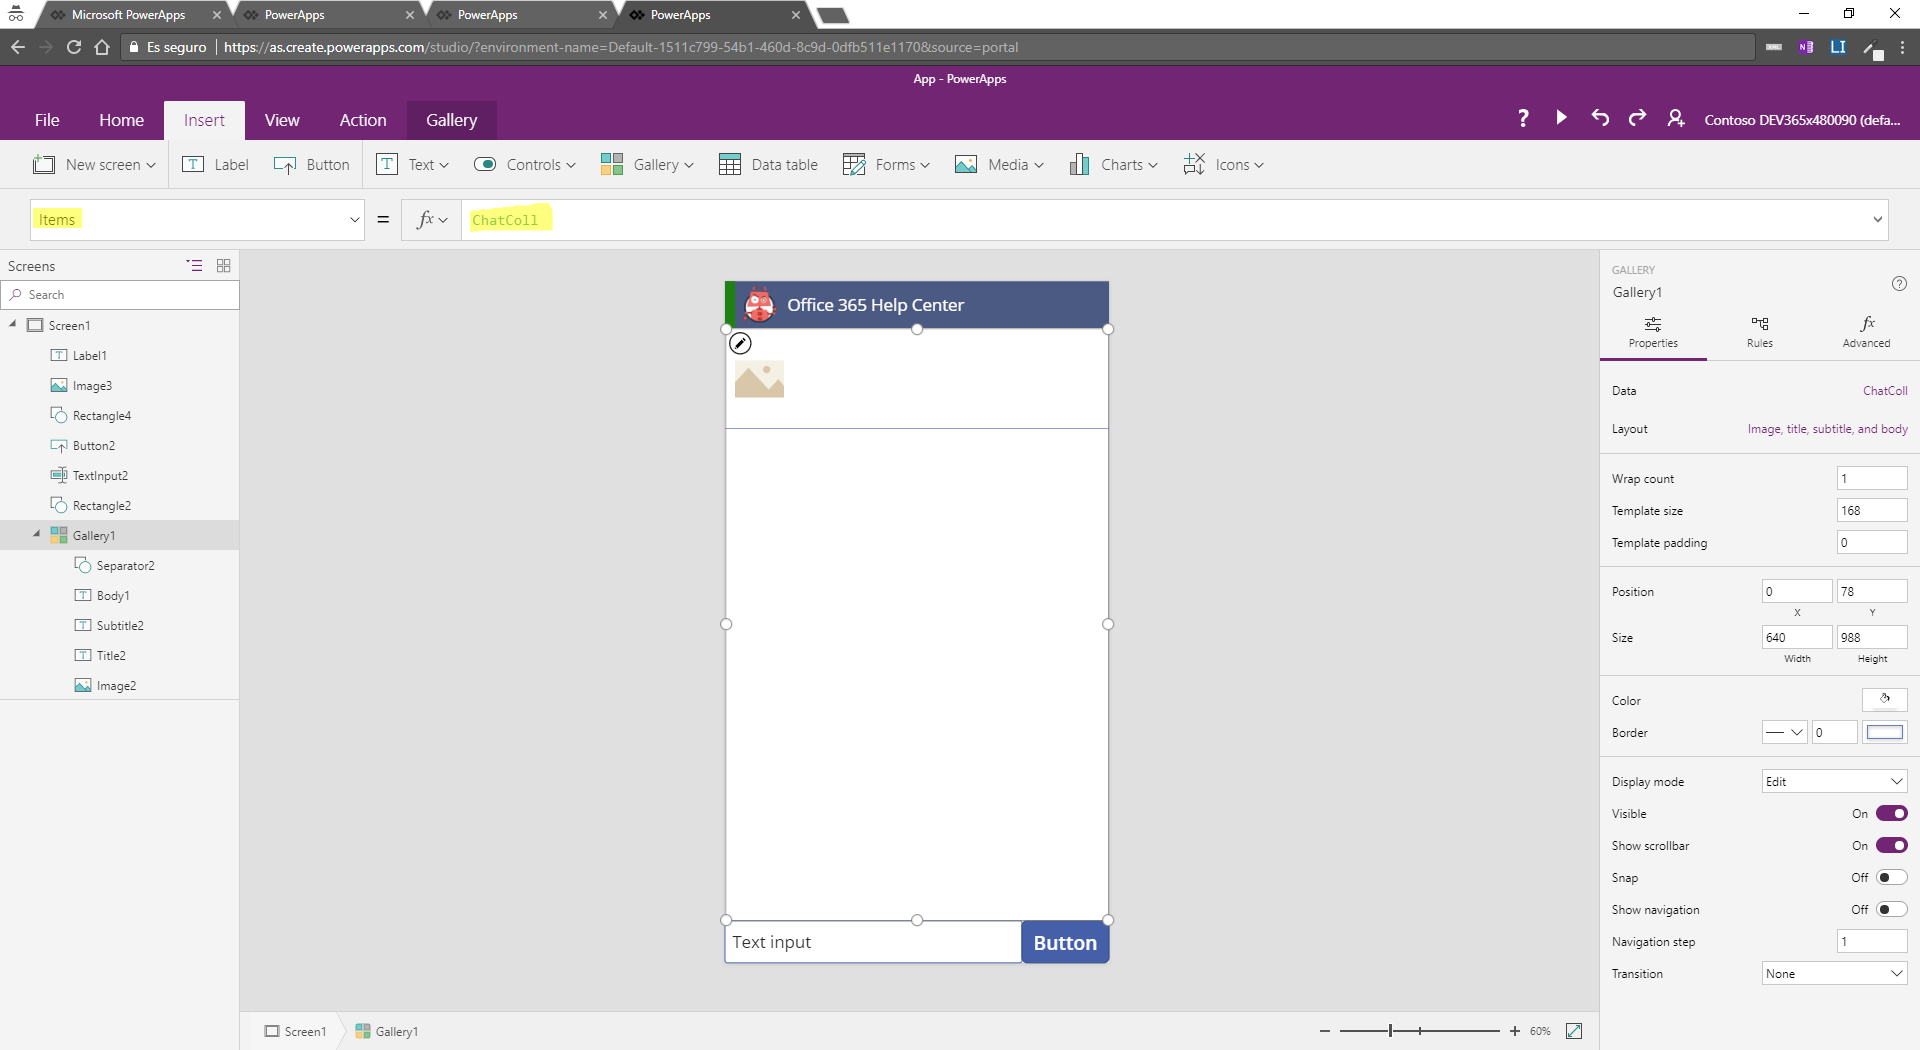 Microsoft PowerApps
PowerApps
PowerApps
PowerApps
Es seguro
https://as.create.powerapps.com/studio/?environment-name=Default-1511c799-54b1-460d-8c9d-0dfb511e1170&source=portal
App - PowerApps
File Home Insert View Action Gallery
? Contoso DEV365x480090 (defa...
New screen Label Button Text Controls Gallery Data table Forms Media Charts Icons
Items = fx ChatColl
Screens
Search
Screen1
Label1
Image3
Rectangle4
Button2
TextInput2
Rectangle2
Gallery1
Separator2
Body1
Subtitle2
Title2
Image2
Office 365 Help Center
Text input
Button
GALLERY
Gallery1
Properties Rules Advanced
Data ChatColl
Layout Image, title, subtitle, and body
Wrap count 1
Template size 168
Template padding 0
Position 0 78
X Y
Size 640 988
Width Height
Color
Border 0
Display mode Edit
Visible On
Show scrollbar On
Snap Off
Show navigation Off
Navigation step 1
Transition None
Screen1 Gallery1
60%